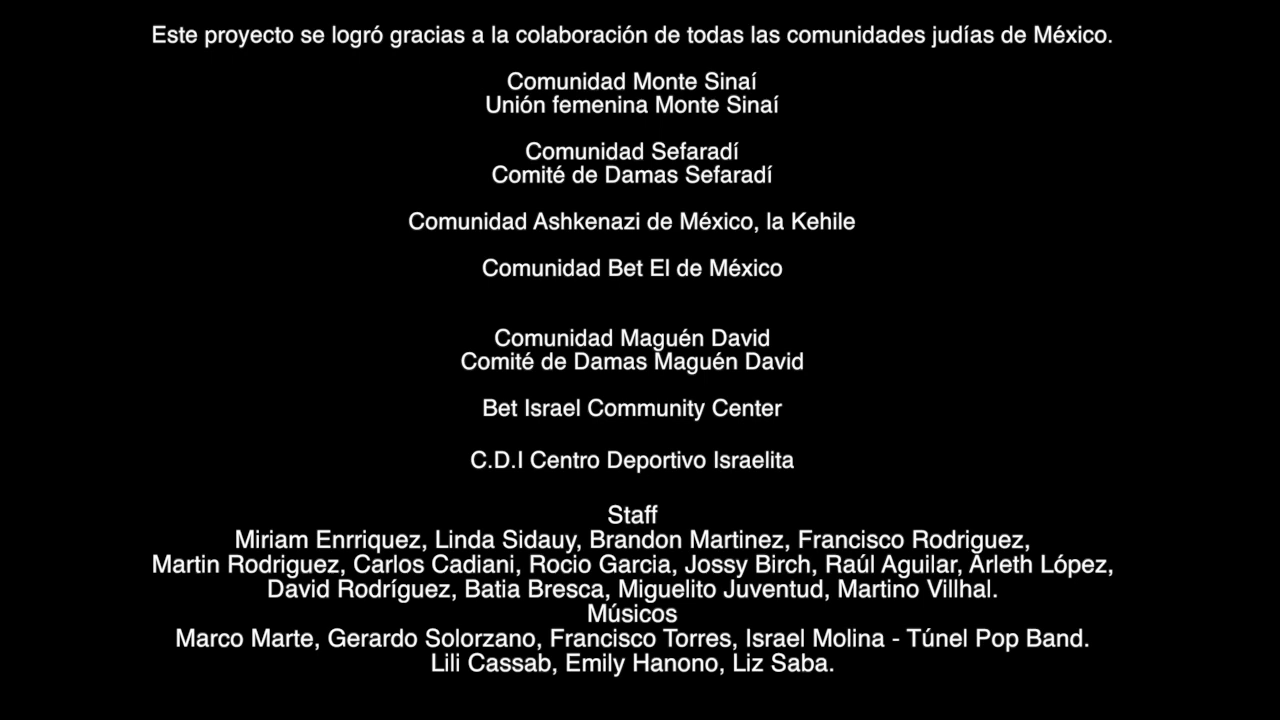 Este proyecto se logró gracias a la colaboración de todas las comunidades judías de México.
Comunidad Monte Sinaí
Unión femenina Monte Sinaí
Comunidad Sefaradí
Comité de Damas Sefaradí
Comunidad Ashkenazi de México, la Kehile
Comunidad Bet El de México
Comunidad Maguén David
Comité de Damas Maguén David
Bet Israel Community Center
C.D.I Centro Deportivo Israelita
Staff
Miriam Enrriquez, Linda Sidauy, Brandon Martinez, Francisco Rodriguez,
Martin Rodriguez, Carlos Cadiani, Rocio Garcia, Jossy Birch, Raúl Aguilar, Arleth López,
David Rodríguez, Batia Bresca, Miguelito Juventud, Martino Villhal.
Músicos
Marco Marte, Gerardo Solorzano, Francisco Torres, Israel Molina - Túnel Pop Band.
Lili Cassab, Emily Hanono, Liz Saba.